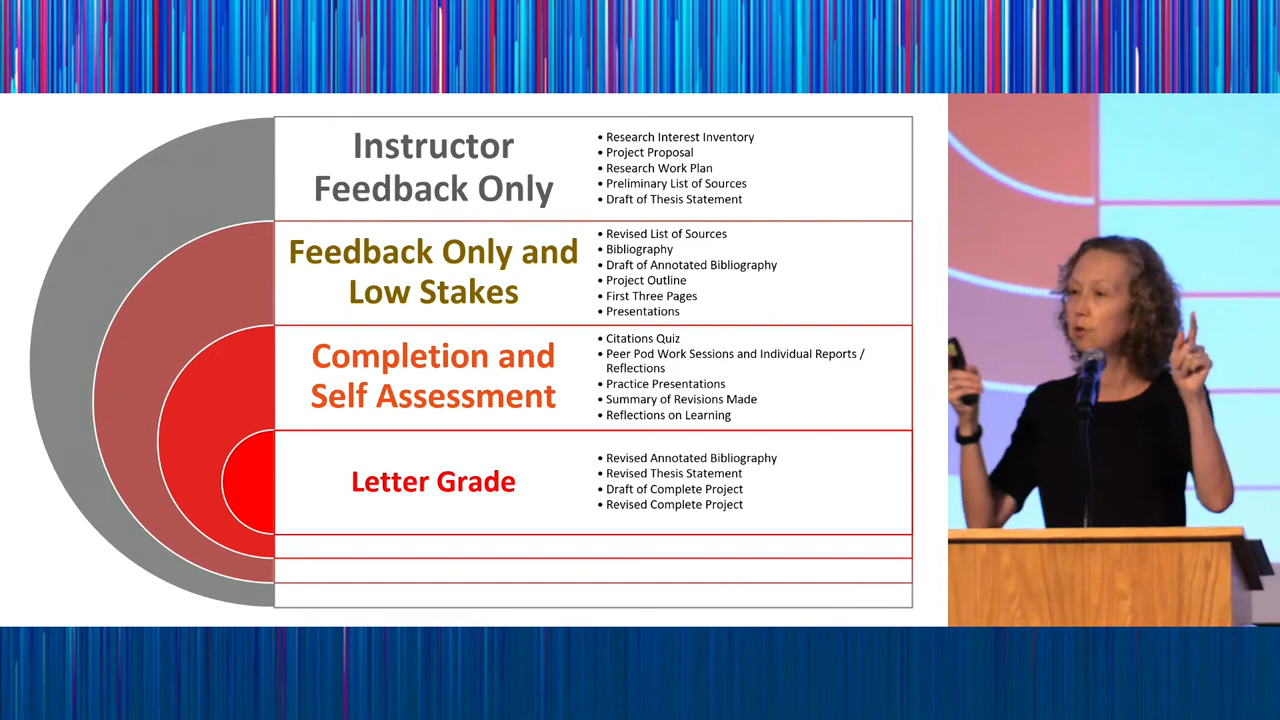 Instructor
Feedback Only
• Research Interest Inventory
• Project Proposal
• Research Work Plan
• Preliminary List of Sources
• Draft of Thesis Statement
Feedback Only and
Low Stakes
• Revised List of Sources
• Bibliography
• Draft of Annotated Bibliography
• Project Outline
• First Three Pages
• Presentations
Completion and
Self Assessment
• Citations Quiz
• Peer Pod Work Sessions and Individual Reports /
Reflections
• Practice Presentations
• Summary of Revisions Made
• Reflections on Learning
Letter Grade
• Revised Annotated Bibliography
• Revised Thesis Statement
• Draft of Complete Project
• Revised Complete Project